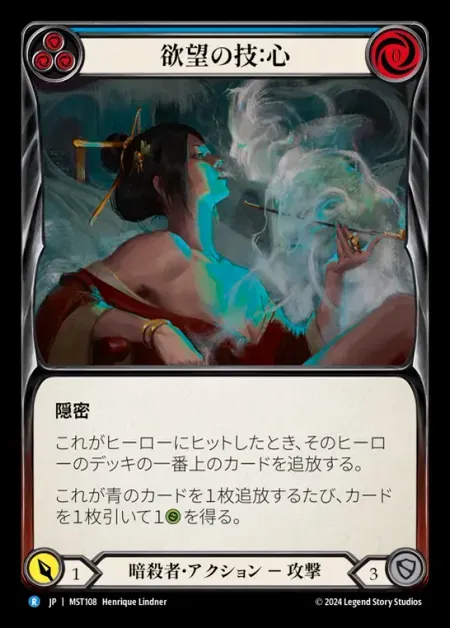 欲望の技:心
0
隠密
これがヒーローにヒットしたとき、そのヒーロ
ーのデッキの一番上のカードを追放する。
これが青のカードを1枚追放するたび、カード
を1枚引いて1を得る。
1
暗殺者・アクション ー 攻撃
3
R JP | MST108 Henrique Lindner
© 2024 Legend Story Studios